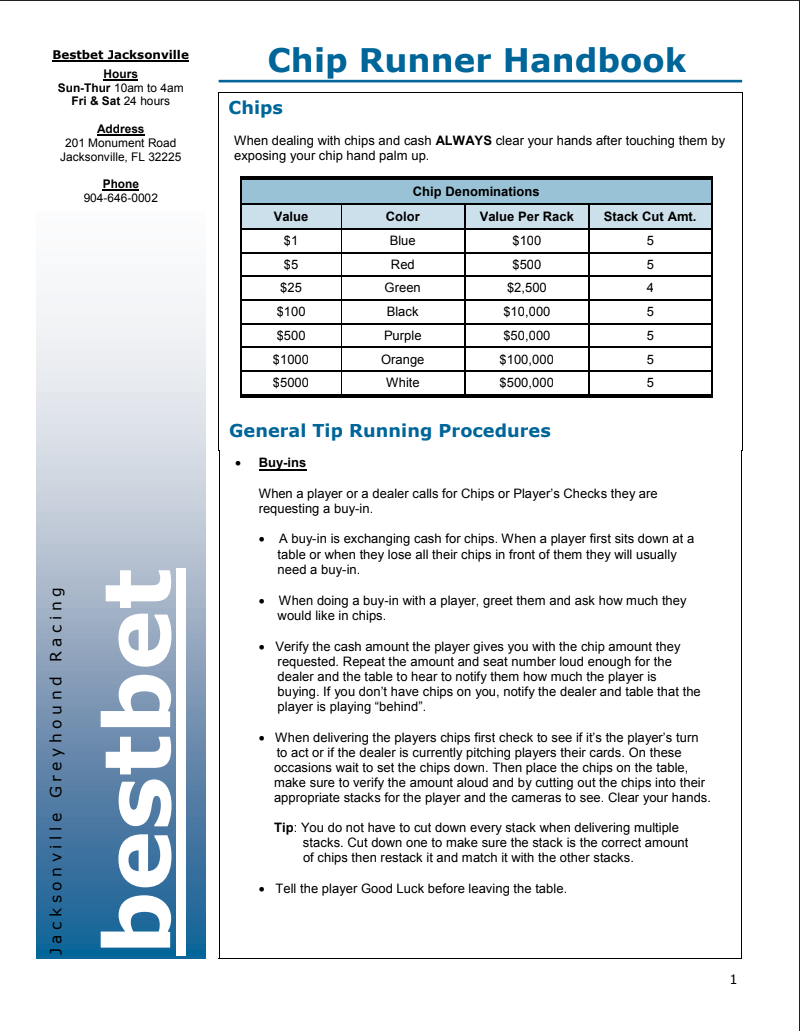 Bestbet Jacksonville
Hours
Sun-Thur 10am to 4am
Fri & Sat 24 hours
Address
201 Monument Road
Jacksonville, FL 32225
Phone
904-646-0002
Jacksonville Greyhound Racing
bestbet
Chip Runner Handbook
Chips
When dealing with chips and cash ALWAYS clear your hands after touching them by
exposing your chip hand palm up.
Chip Denominations
Value Color Value Per Rack Stack Cut Amt.
$1 Blue $100 5
$5 Red $500 5
$25 Green $2,500 4
$100 Black $10,000 5
$500 Purple $50,000 5
$1000 Orange $100,000 5
$5000 White $500,000 5
General Tip Running Procedures
• Buy-ins
When a player or a dealer calls for Chips or Player's Checks they are
requesting a buy-in.
• A buy-in is exchanging cash for chips. When a player first sits down at a
table or when they lose all their chips in front of them they will usually
need a buy-in.
• When doing a buy-in with a player, greet them and ask how much they
would like in chips.
• Verify the cash amount the player gives you with the chip amount they
requested. Repeat the amount and seat number loud enough for the
dealer and the table to hear to notify them how much the player is
buying. If you don't have chips on you, notify the dealer and table that the
player is playing “behind”.
• When delivering the players chips first check to see if it's the player's turn
to act or if the dealer is currently pitching players their cards. On these
occasions wait to set the chips down. Then place the chips on the table,
make sure to verify the amount aloud and by cutting out the chips into their
appropriate stacks for the player and the cameras to see. Clear your hands.
Tip: You do not have to cut down every stack when delivering multiple
stacks. Cut down one to make sure the stack is the correct amount
of chips then restack it and match it with the other stacks.
• Tell the player Good Luck before leaving the table.
1